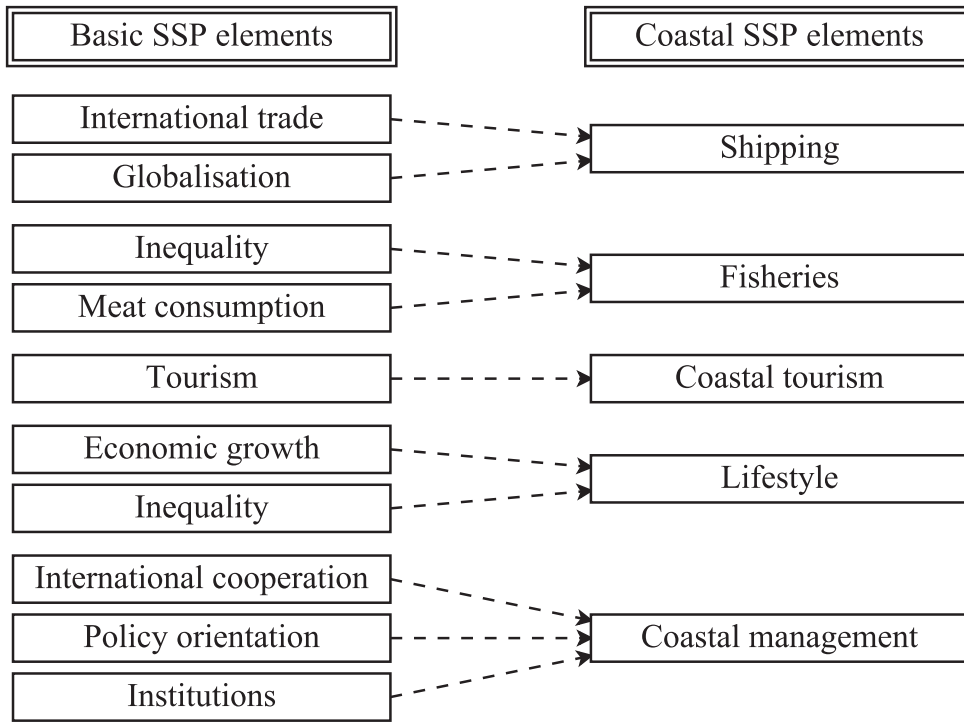 Basic SSP elements
Coastal SSP elements
International trade
Globalisation
Shipping
Inequality
Meat consumption
Fisheries
Tourism
Coastal tourism
Economic growth
Inequality
Lifestyle
International cooperation
Policy orientation
Institutions
Coastal management